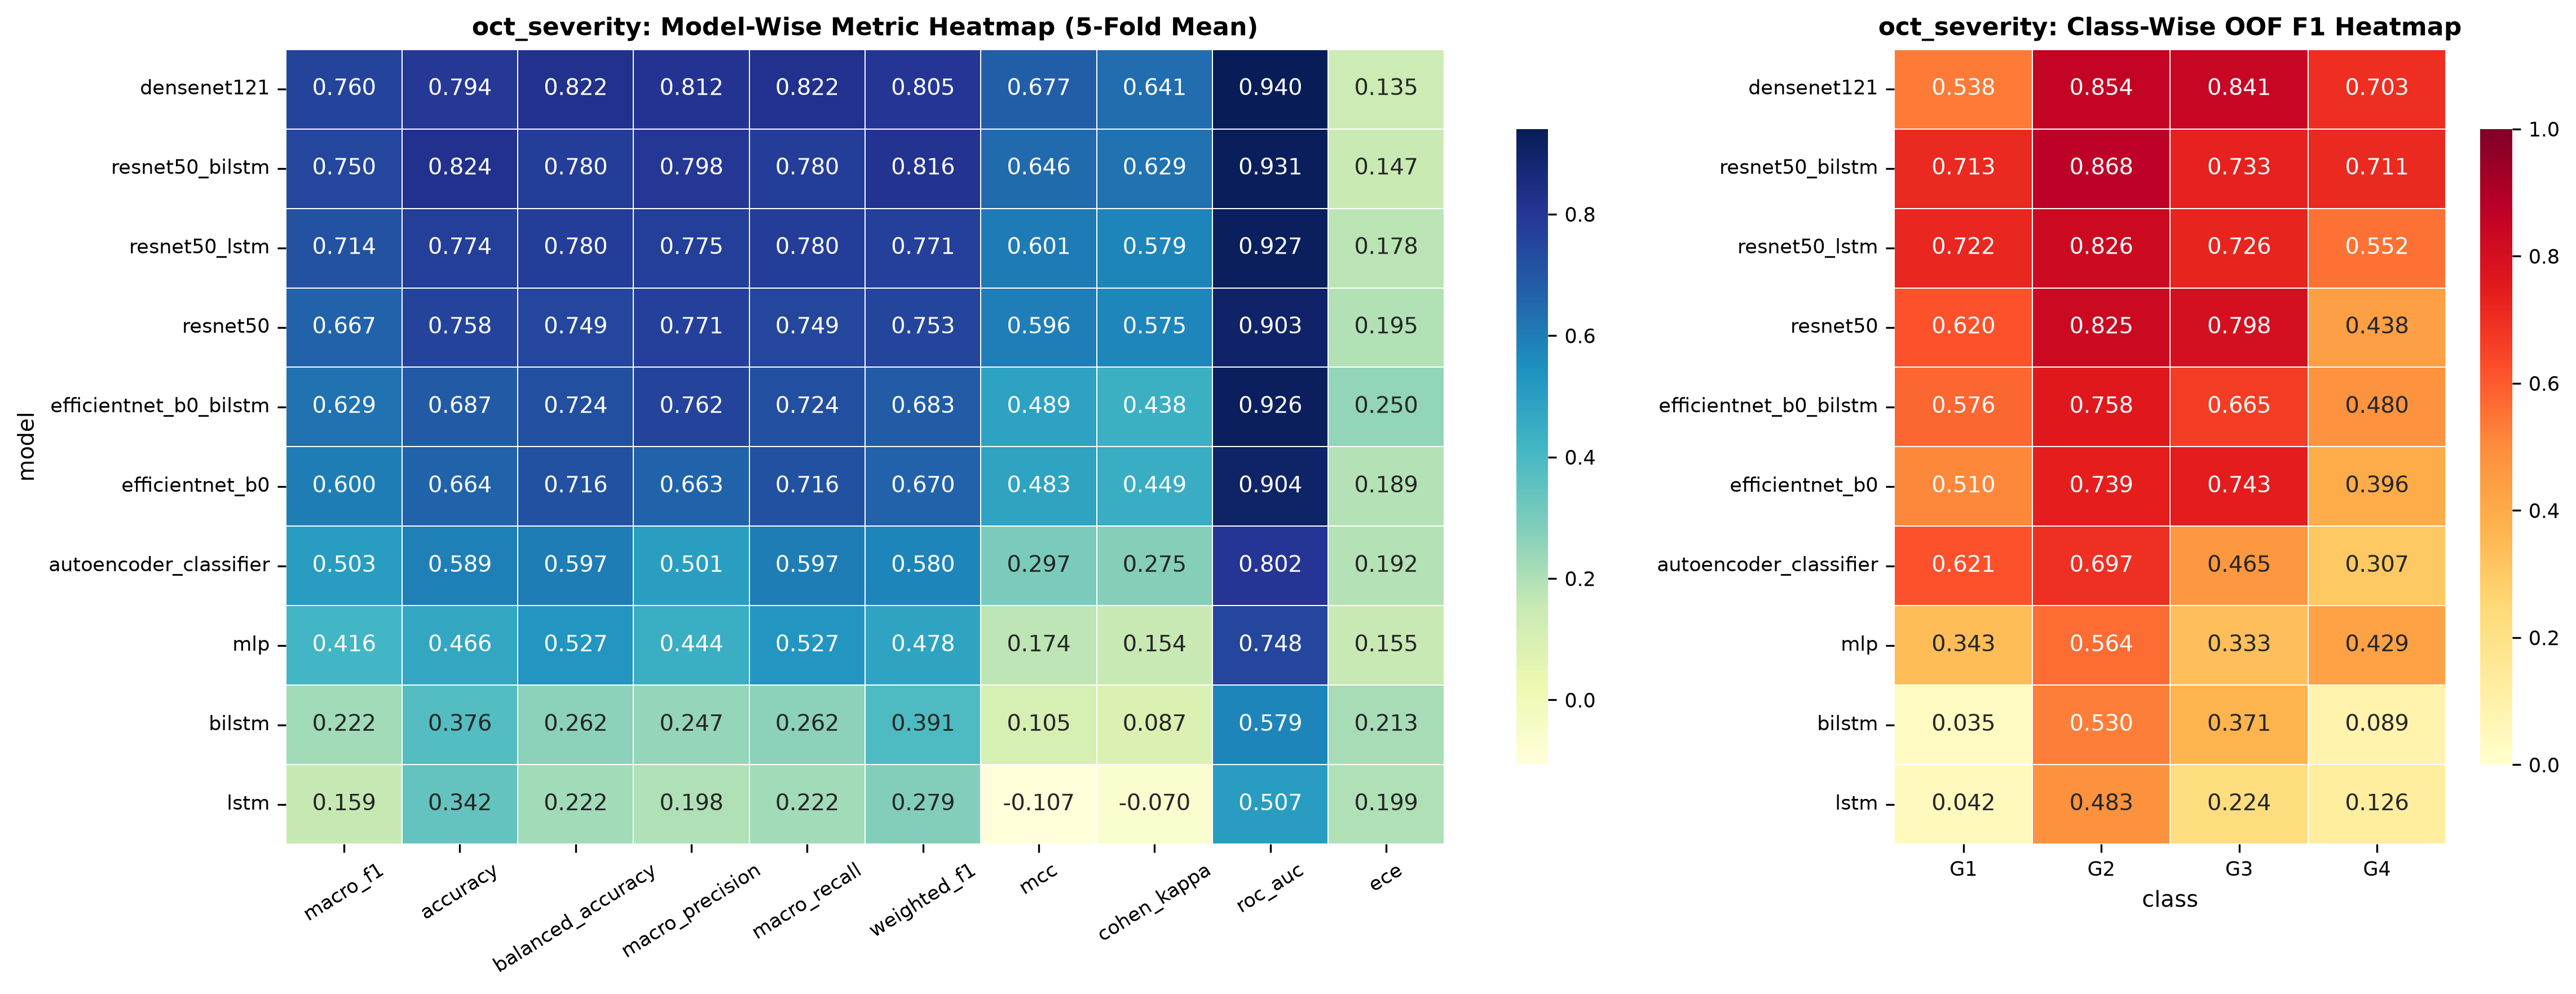 oct_severity: Model-Wise Metric Heatmap (5-Fold Mean)
model
densenet121 0.760 0.794 0.822 0.812 0.822 0.805 0.677 0.641 0.940 0.135
resnet50_bilstm 0.750 0.824 0.780 0.798 0.780 0.816 0.646 0.629 0.931 0.147
resnet50_lstm 0.714 0.774 0.780 0.775 0.780 0.771 0.601 0.579 0.927 0.178
resnet50 0.667 0.758 0.749 0.771 0.749 0.753 0.596 0.575 0.903 0.195
efficientnet_b0_bilstm 0.629 0.687 0.724 0.762 0.724 0.683 0.489 0.438 0.926 0.250
efficientnet_b0 0.600 0.664 0.716 0.663 0.716 0.670 0.483 0.449 0.904 0.189
autoencoder_classifier 0.503 0.589 0.597 0.501 0.597 0.580 0.297 0.275 0.802 0.192
mlp 0.416 0.466 0.527 0.444 0.527 0.478 0.174 0.154 0.748 0.155
bilstm 0.222 0.376 0.262 0.247 0.262 0.391 0.105 0.087 0.579 0.213
lstm 0.159 0.342 0.222 0.198 0.222 0.279 -0.107 -0.070 0.507 0.199
macro_f1 accuracy balanced_accuracy macro_precision macro_recall weighted_f1 mcc cohen_kappa roc_auc ece
0.8
0.6
0.4
0.2
0.0
oct_severity: Class-Wise OOF F1 Heatmap
densenet121 0.538 0.854 0.841 0.703
resnet50_bilstm 0.713 0.868 0.733 0.711
resnet50_lstm 0.722 0.826 0.726 0.552
resnet50 0.620 0.825 0.798 0.438
efficientnet_b0_bilstm 0.576 0.758 0.665 0.480
efficientnet_b0 0.510 0.739 0.743 0.396
autoencoder_classifier 0.621 0.697 0.465 0.307
mlp 0.343 0.564 0.333 0.429
bilstm 0.035 0.530 0.371 0.089
lstm 0.042 0.483 0.224 0.126
G1 G2 G3 G4
class
1.0
0.8
0.6
0.4
0.2
0.0